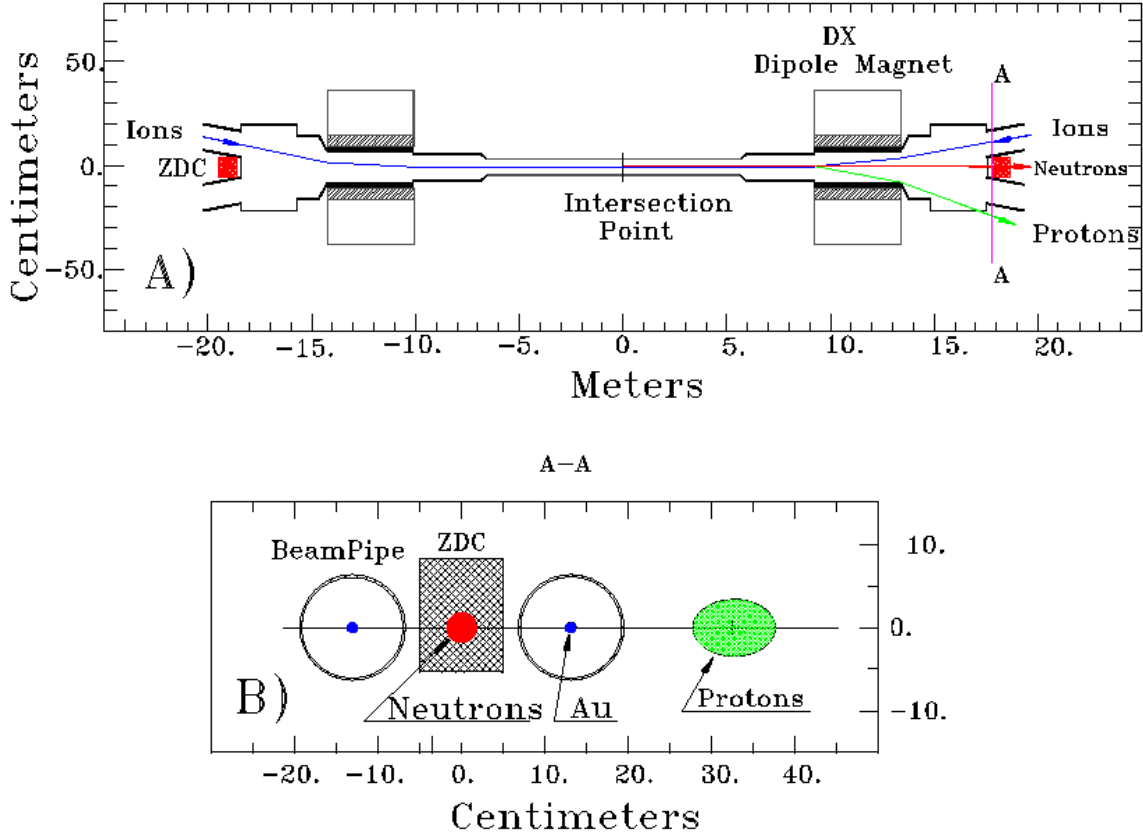 DX
Dipole Magnet
50.
A
Ions
Ions
ZDC
0.
Neutrons
Intersection
Point
Protons
-50.
A)
A
Centimeters
-20.
-15.
-10.
-5.
0.
5.
10.
15.
20.
Meters
A-A
BeamPipe
ZDC
10.
0.
B)
Neutrons
Au
Protons
-10.
-20.
-10.
0.
10.
20.
30.
40.
Centimeters